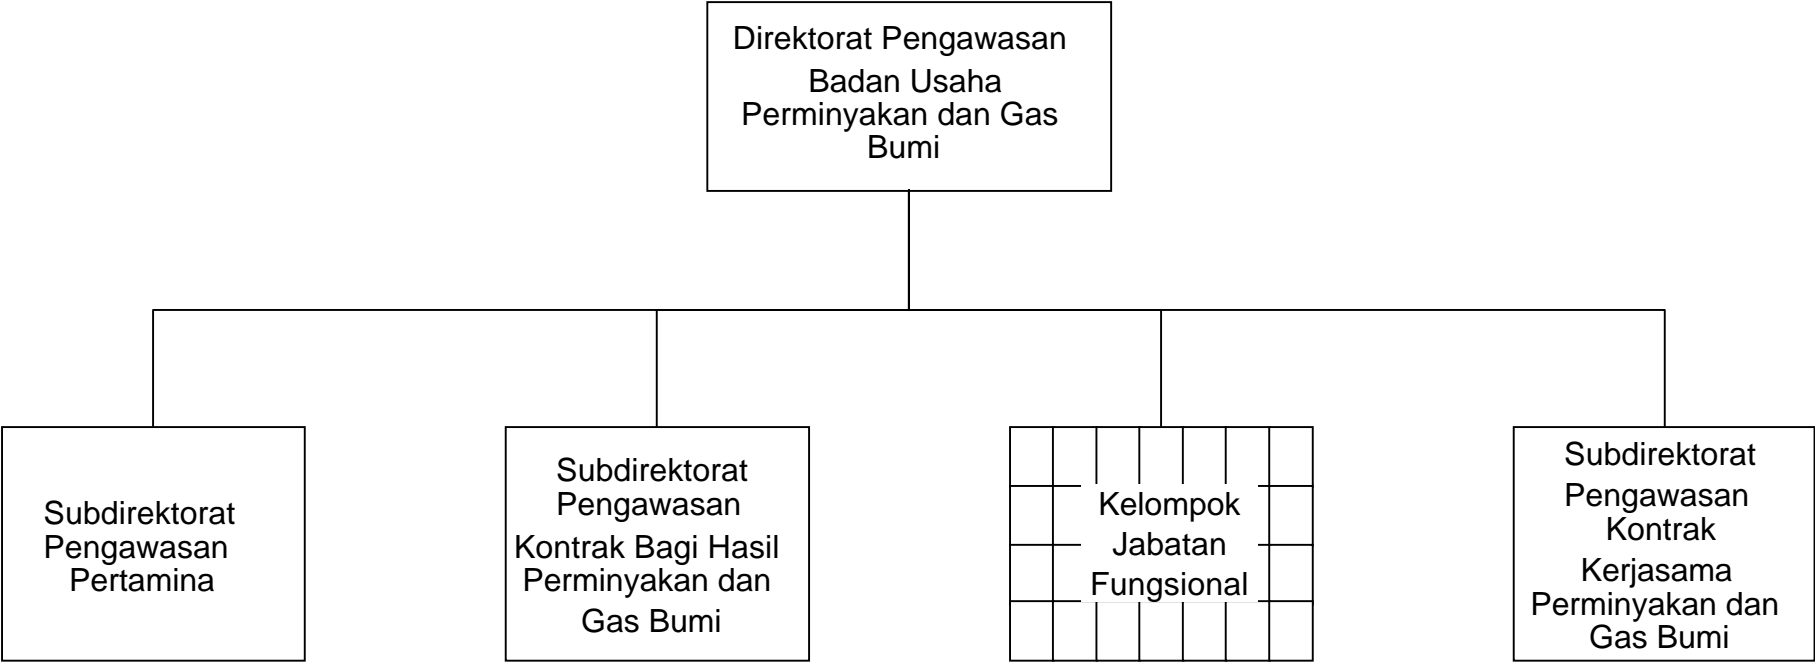 Direktorat Pengawasan
Badan Usaha
Perminyakan dan Gas
Bumi
Subdirektorat
Pengawasan
Pertamina
Subdirektorat
Pengawasan
Kontrak Bagi Hasil
Perminyakan dan
Gas Bumi
Kelompok
Jabatan
Fungsional
Subdirektorat
Pengawasan
Kontrak
Kerjasama
Perminyakan dan
Gas Bumi